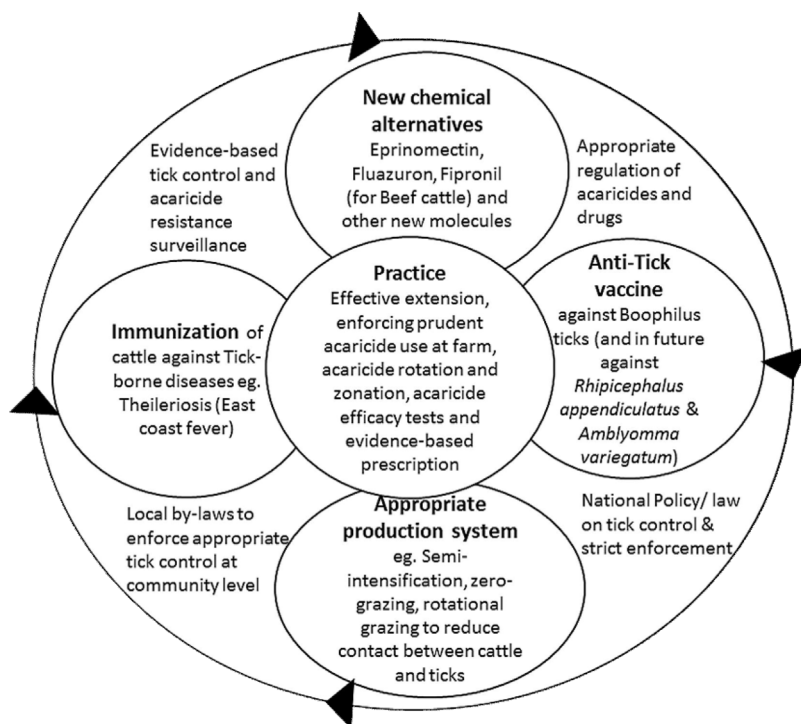 New chemical
alternatives
Eprinomectin,
Fluazuron, Fipronil
(for Beef cattle) and
other new molecules
Evidence-based
tick control and
acaricide
resistance
surveillance
Appropriate
regulation of
acaricides and
drugs
Practice
Effective extension,
enforcing prudent
acaricide use at farm,
acaricide rotation and
zonation, acaricide
efficacy tests and
evidence-based
prescription
Immunization of
cattle against Tick-
borne diseases eg.
Theileriosis (East
coast fever)
Anti-Tick
vaccine
against Boophilus
ticks (and in future
against
Rhipicephalus
appendiculatus &
Amblyomma
variegatum)
Local by-laws to
enforce appropriate
tick control at
community level
National Policy/ law
on tick control &
strict enforcement
Appropriate
production system
eg. Semi-
intensification, zero-
grazing, rotational
grazing to reduce
contact between cattle
and ticks